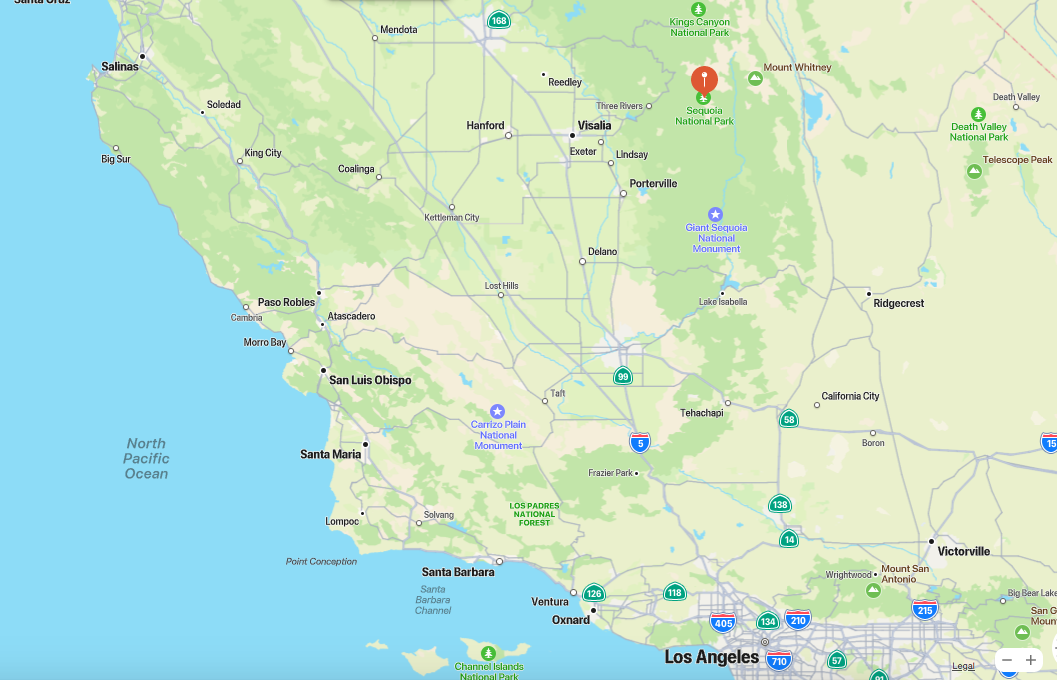 Santa Cruz
168
Kings Canyon
National Park
Mendota
Salinas
Mount Whitney
Reedley
Death Valley
Soledad
Three Rivers
Sequoia
National Park
Hanford
Visalia
Death Valley
National Park
King City
Exeter
Lindsay
Big Sur
Telescope Peak
Coalinga
Porterville
Kettleman City
Giant Sequoia
National
Monument
Delano
Lost Hills
Paso Robles
Lake Isabella
Ridgecrest
Cambria
Atascadero
Morro Bay
99
San Luis Obispo
Taft
California City
Tehachapi
58
Carrizo Plain
National
Monument
North
Pacific
Ocean
5
Boron
15
Santa Maria
Frazier Park
LOS PADRES
NATIONAL
FOREST
138
Solvang
Lompoc
14
Victorville
Point Conception
Santa Barbara
Wrightwood
Mount San
Antonio
Santa
Barbara
Channel
Ventura
126
118
Big Bear Lake
215
Oxnard
405
134
210
Los Angeles
710
57
Channel Islands
National Park
Legal
91